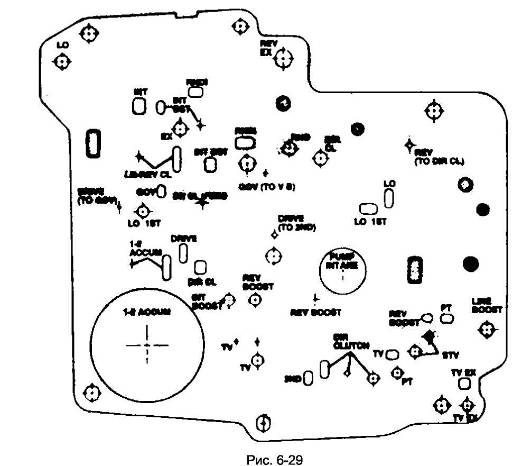 LO
REV
EX
INT
RND1
INT
BST
EX
RND1
RND
DIR
CL
REV
(TO DIR CL)
LO-REV CL
INT BST
GOV (TO V B)
DRIVE
(TO GOV)
GOV
LO
LO 1ST
LO 1ST
DRIVE
(TO 2ND)
1-2
ACCUM
DRIVE
DIR CL
PUMP
INTAKE
REV
BOOST
INT
BOOST
1-2 ACCUM
REV BOOST
REV
BOOST
PT
LINE
BOOST
DIR
CLUTCH
TV
TV
TV
STV
2ND
PT
TV EX
TV EX
Рис. 6-29